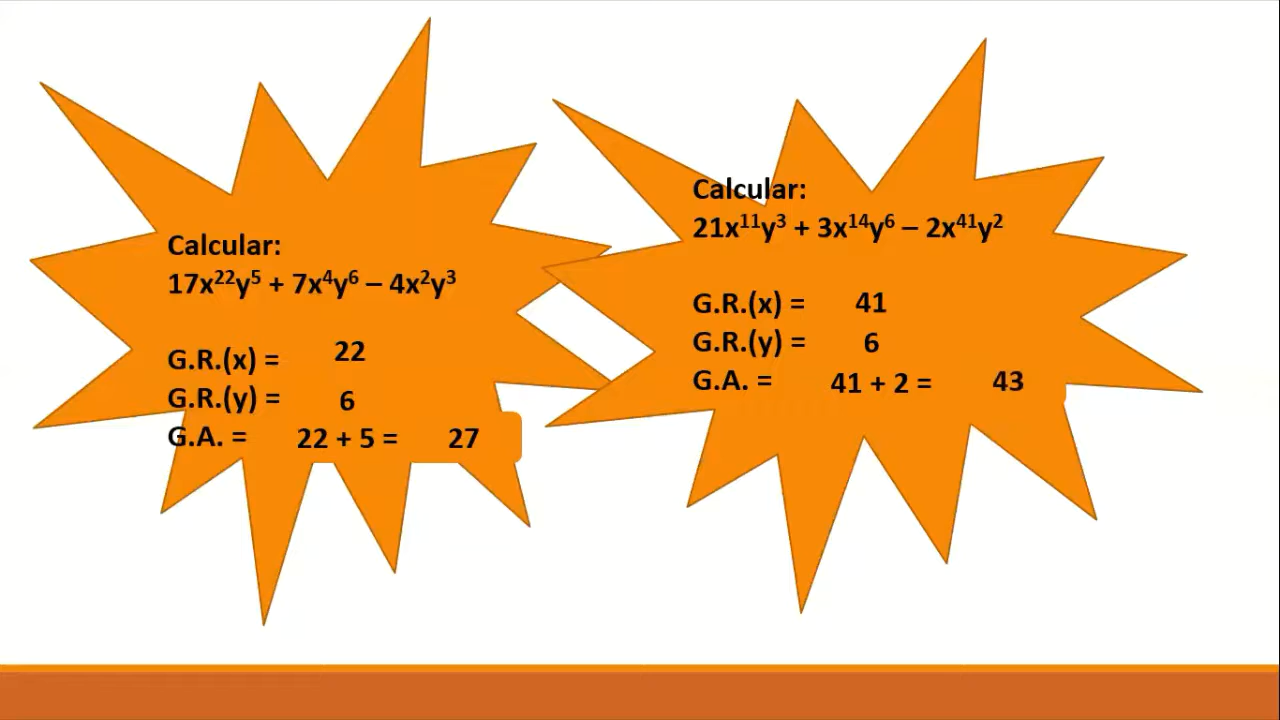 Calcular:
17x²²y⁵ + 7x⁴y⁶ – 4x²y³
G.R.(x) = 22
G.R.(y) = 6
G.A. = 22 + 5 = 27
Calcular:
21x¹¹y³ + 3x¹⁴y⁶ – 2x⁴¹y²
G.R.(x) = 41
G.R.(y) = 6
G.A. = 41 + 2 = 43